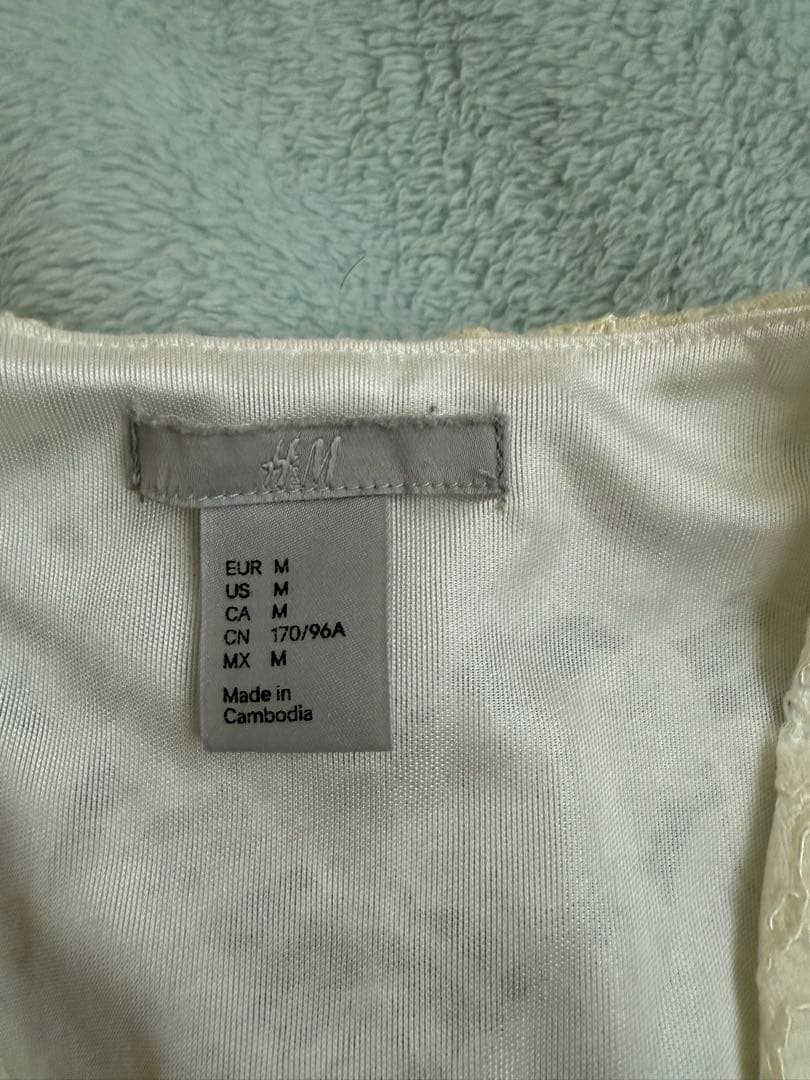 H&M
EUR M
US M
CA M
CN 170/96A
MX M
Made in
Cambodia